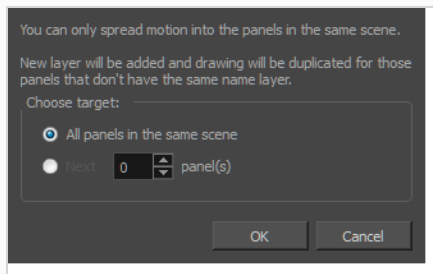 You can only spread motion into the panels in the same scene.
New layer will be added and drawing will be duplicated for those
panels that don't have the same name layer.
Choose target:
All panels in the same scene
Next 0 panel(s)
OK Cancel